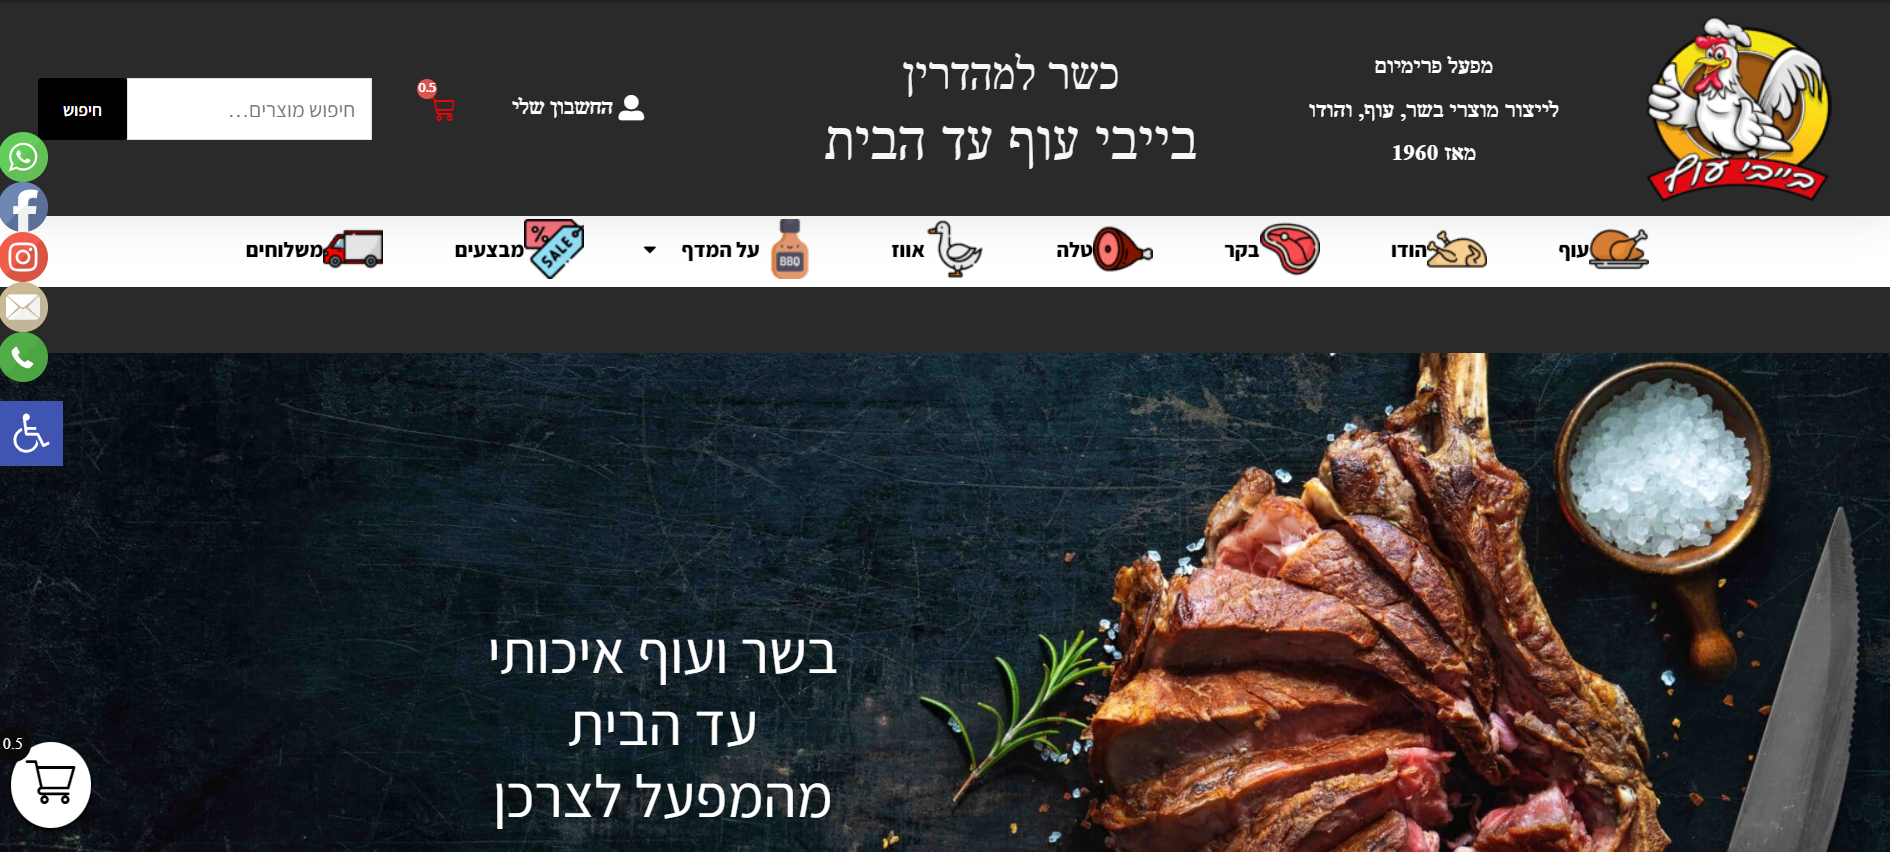 בייבי עוף
מפעל פרימיום
לייצור מוצרי בשר, עוף, והודו
מאז 1960
כשר למהדרין
בייבי עוף עד הבית
החשבון שלי
0.5
חיפוש מוצרים…
חיפוש
עוף
הודו
בקר
טלה
אווז
BBQ
על המדף
% SALE
מבצעים
משלוחים
בשר ועוף איכותי
עד הבית
מהמפעל לצרכן
0.5